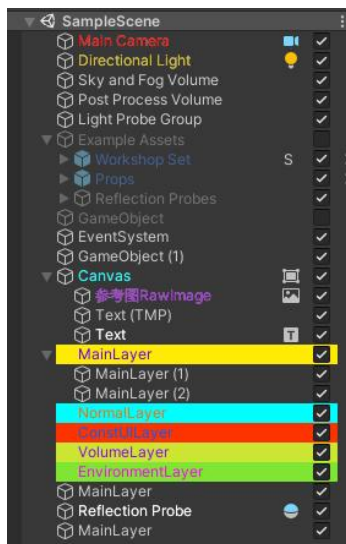 SampleScene
Main Camera
Directional Light
Sky and Fog Volume
Post Process Volume
Light Probe Group
Example Assets
Workshop Set S
Props
Reflection Probes
GameObject
EventSystem
GameObject (1)
Canvas
参考图RawImage
Text (TMP)
Text T
MainLayer
MainLayer (1)
MainLayer (2)
NormalLayer
ConstUILayer
VolumeLayer
EnvironmentLayer
MainLayer
Reflection Probe
MainLayer